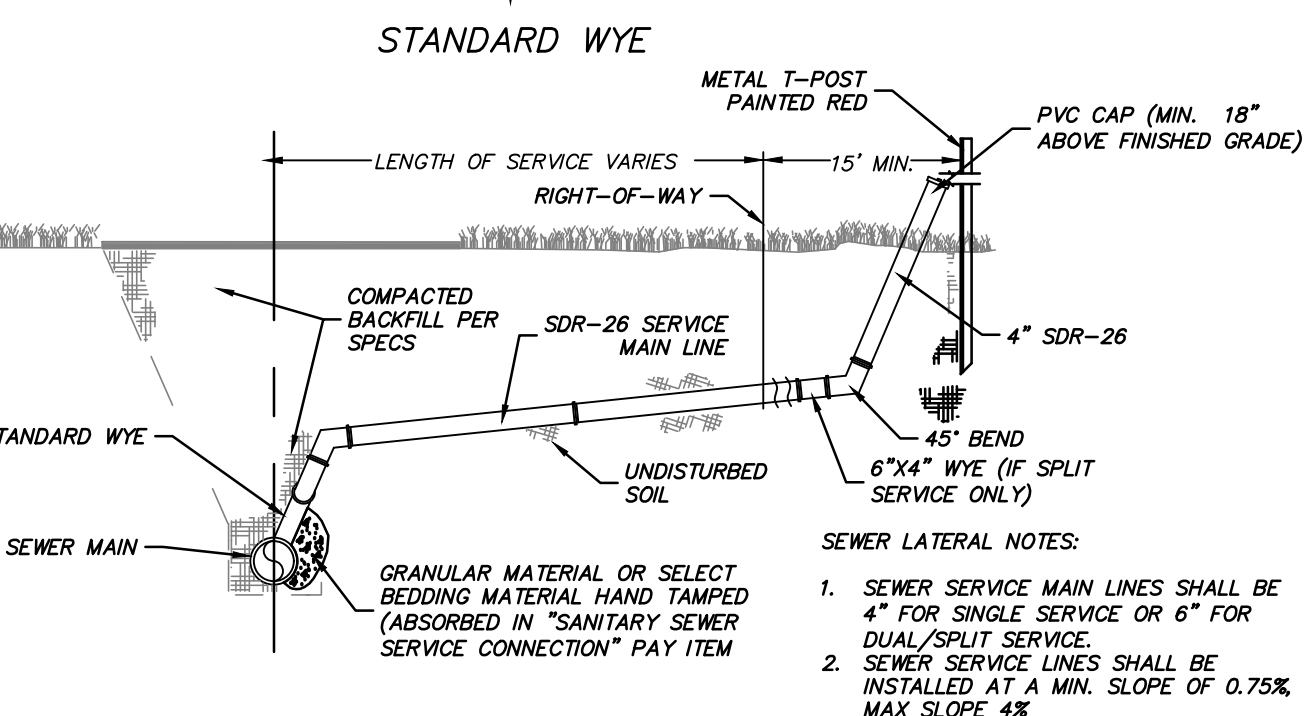 STANDARD WYE
METAL T-POST
PAINTED RED
PVC CAP (MIN. 18"
ABOVE FINISHED GRADE)
LENGTH OF SERVICE VARIES
15' MIN.
RIGHT-OF-WAY
COMPACTED
BACKFILL PER
SPECS
SDR-26 SERVICE
MAIN LINE
4" SDR-26
TANDARD WYE
45° BEND
UNDISTURBED
SOIL
6"X4" WYE (IF SPLIT
SERVICE ONLY)
SEWER MAIN
GRANULAR MATERIAL OR SELECT
BEDDING MATERIAL HAND TAMPED
(ABSORBED IN "SANITARY SEWER
SERVICE CONNECTION" PAY ITEM
SEWER LATERAL NOTES:
1. SEWER SERVICE MAIN LINES SHALL BE
4" FOR SINGLE SERVICE OR 6" FOR
DUAL/SPLIT SERVICE.
2. SEWER SERVICE LINES SHALL BE
INSTALLED AT A MIN. SLOPE OF 0.75%,
MAX SLOPE 4%